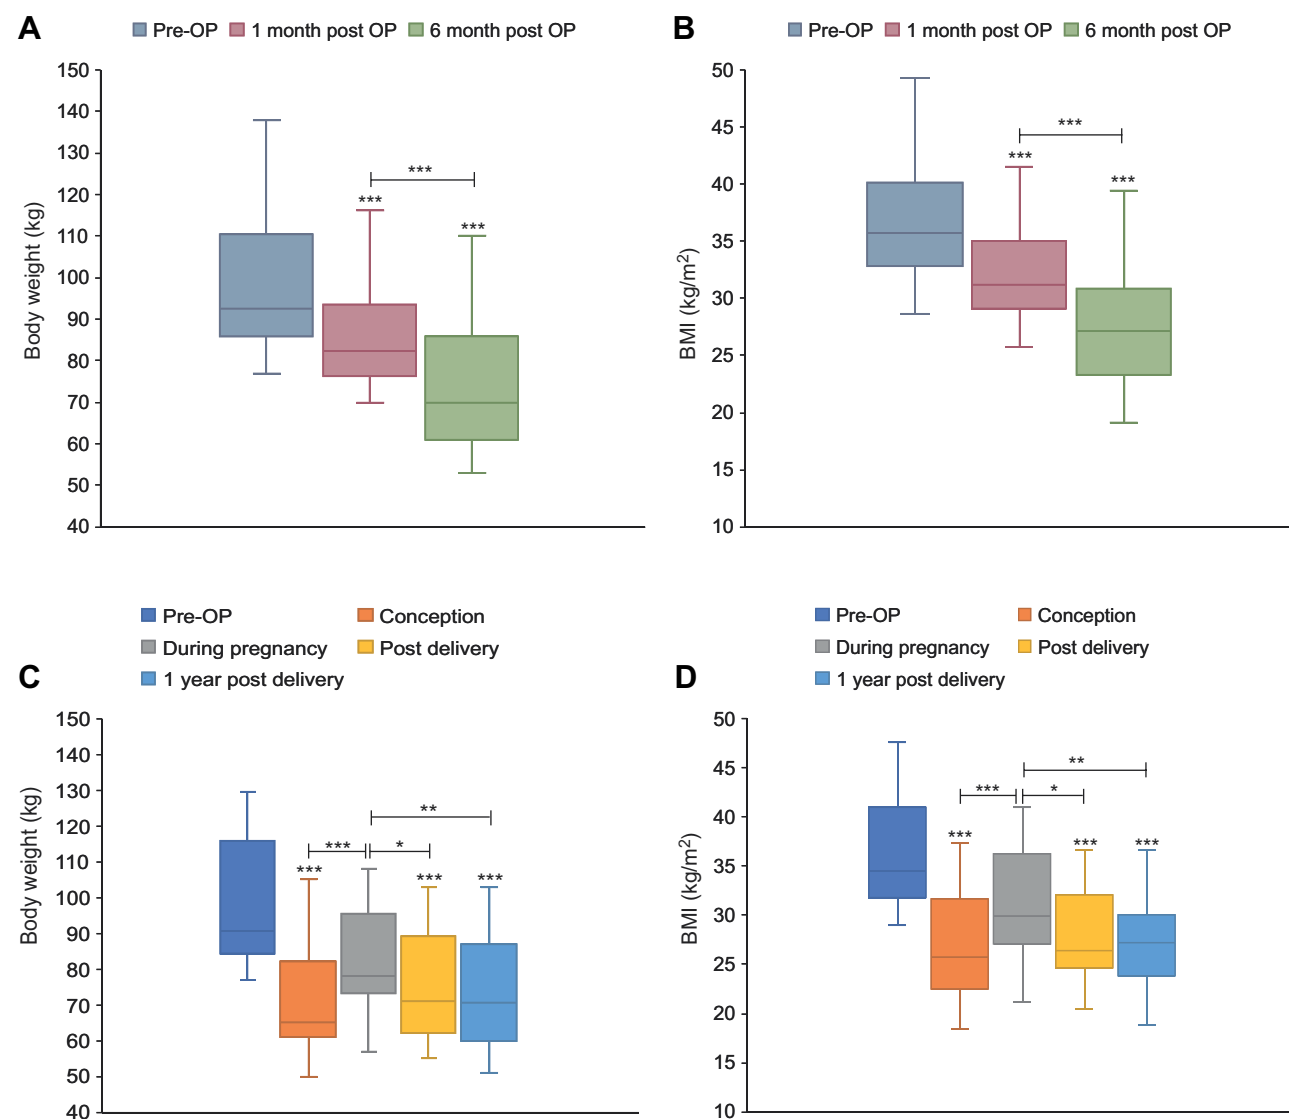 A
Pre-OP 1 month post OP 6 month post OP
150
140
130
120
110
100
90
80
70
60
50
40
Body weight (kg)
***
***
***
B
Pre-OP 1 month post OP 6 month post OP
50
45
40
35
30
25
20
15
10
BMI (kg/m²)
***
***
***
C
Pre-OP Conception
During pregnancy Post delivery
1 year post delivery
150
140
130
120
110
100
90
80
70
60
50
40
Body weight (kg)
**
*** *
*** *** ***
D
Pre-OP Conception
During pregnancy Post delivery
1 year post delivery
50
45
40
35
30
25
20
15
10
BMI (kg/m²)
**
*** *
*** *** ***